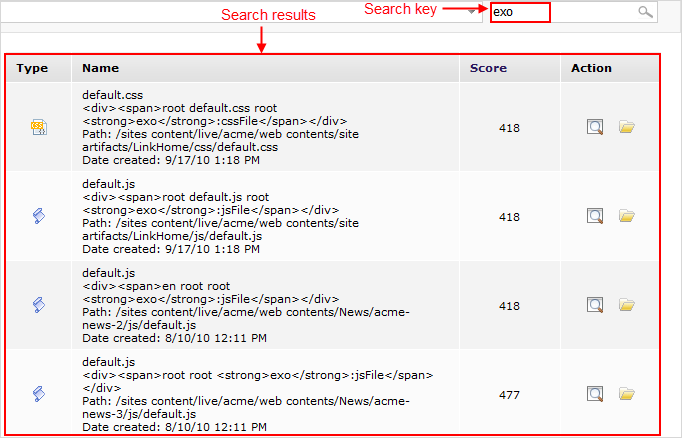 Search results
Search key
exo
Type Name Score Action
default.css
<div><span>root default.css root
<strong>exo</strong>:cssFile</span></div>
Path: /sites content/live/acme/web contents/site
artifacts/LinkHome/css/default.css
Date created: 9/17/10 1:18 PM
418
default.js
<div><span>root default.js root
<strong>exo</strong>:jsFile</span></div>
Path: /sites content/live/acme/web contents/site
artifacts/LinkHome/js/default.js
Date created: 9/17/10 1:18 PM
418
default.js
<div><span>en root root
<strong>exo</strong>:jsFile</span></div>
Path: /sites content/live/acme/web contents/News/acme-
news-2/js/default.js
Date created: 8/10/10 12:11 PM
418
default.js
<div><span>root root <strong>exo</strong>:jsFile</span>
</div>
Path: /sites content/live/acme/web contents/News/acme-
news-3/js/default.js
Date created: 8/10/10 12:11 PM
477